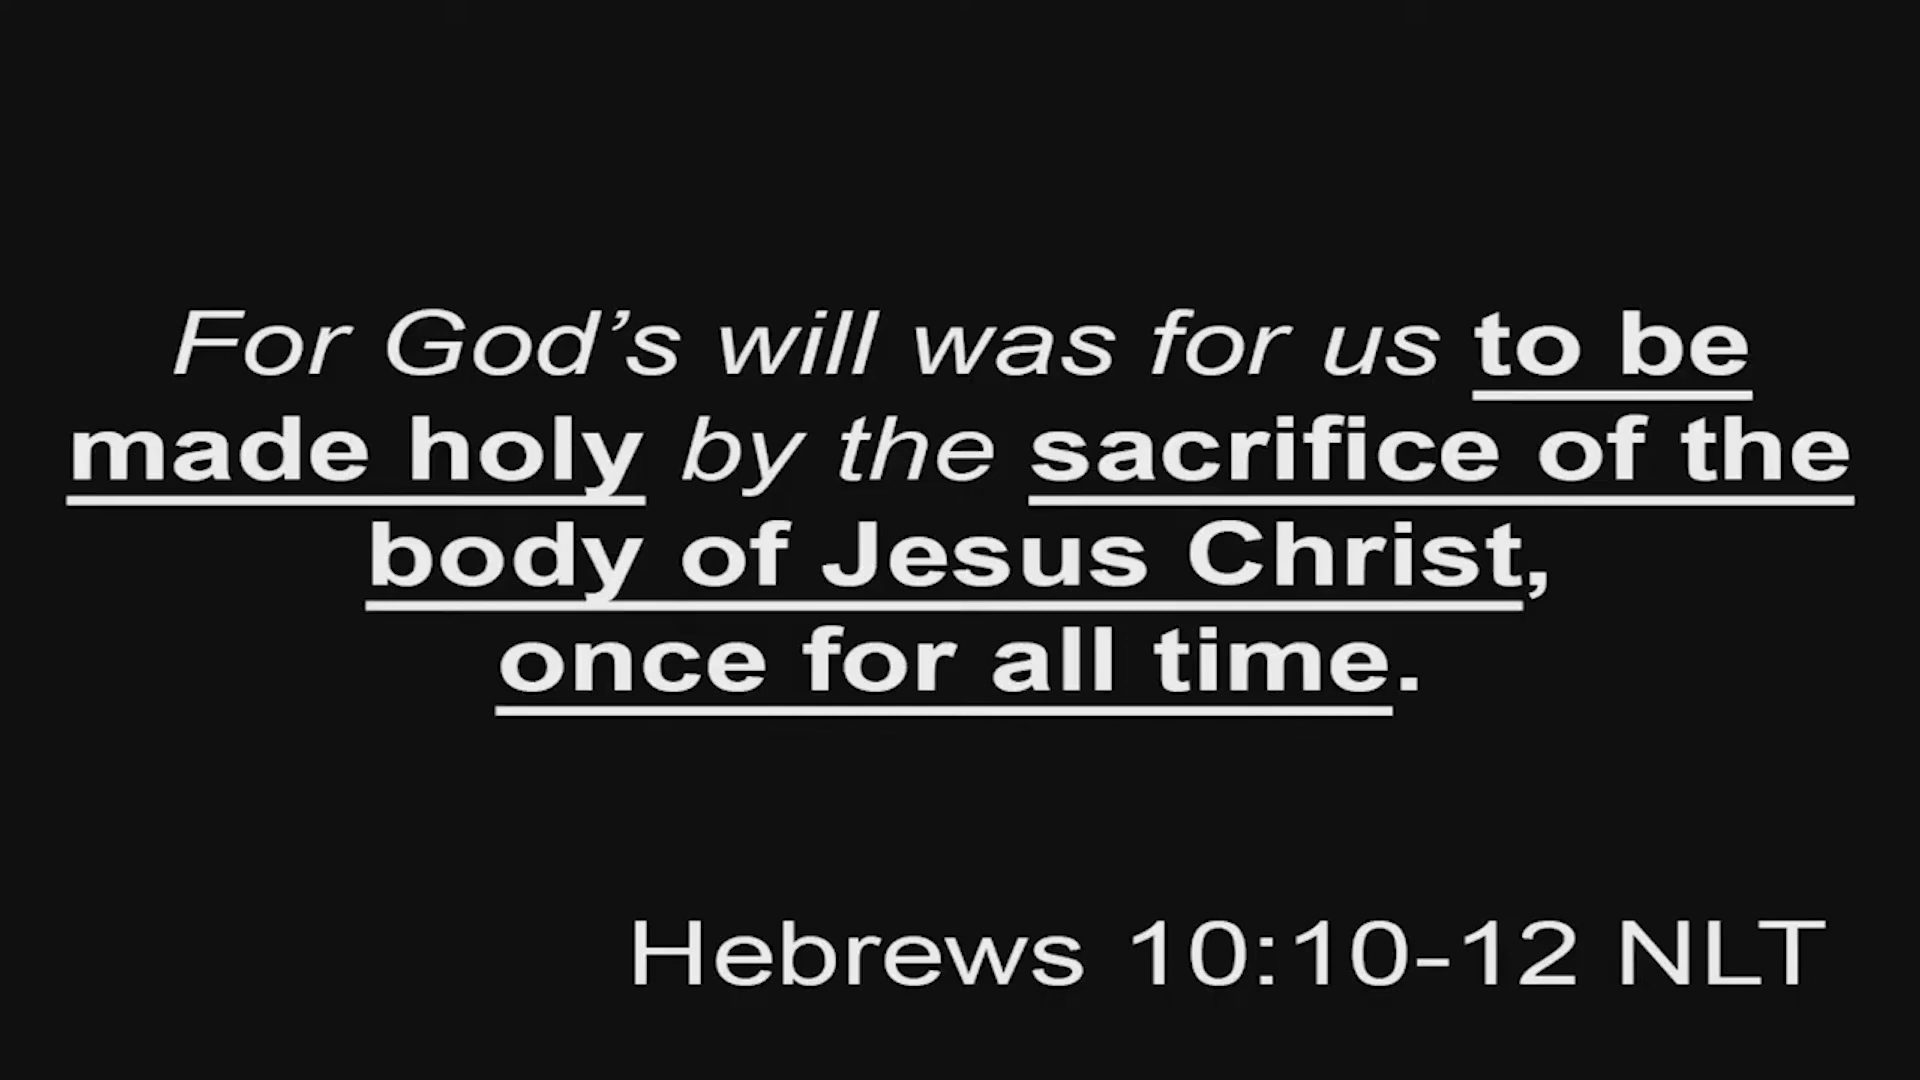 For God’s will was for us to be
made holy by the sacrifice of the
body of Jesus Christ,
once for all time.
Hebrews 10:10-12 NLT